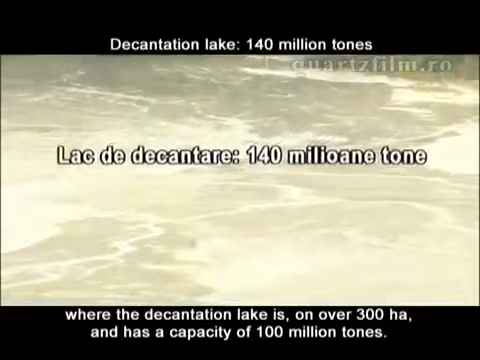 Decantation lake: 140 million tones
quartzfilm.ro
Lac de decantare: 140 milioane tone
where the decantation lake is, on over 300 ha,
and has a capacity of 100 million tones.